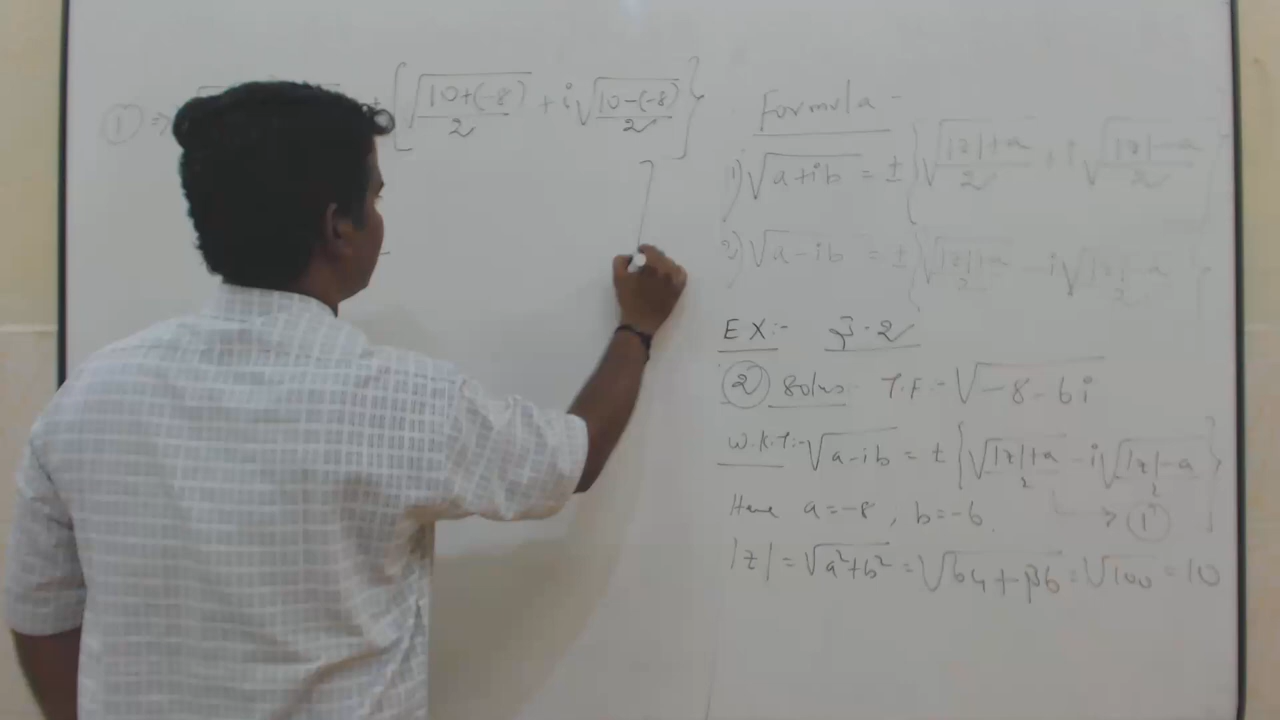 ① ⇒ { √(10+(-8))/2 + i√(10-(-8))/2 }
Formula -
1) √a+ib = ± { √|z|+a/2 + i √|z|-a/2 }
2) √a-ib = ± { √|z|+a/2 - i√|z|-a/2 }
EX:- 3.2
② Soln:- T.F:- √-8-6i
W.K.T:- √a-ib = ± { √|z|+a/2 - i√|z|-a/2 }
Here a=-8, b=-6 → ①
|z| = √a²+b² = √64+36 = √100 = 10